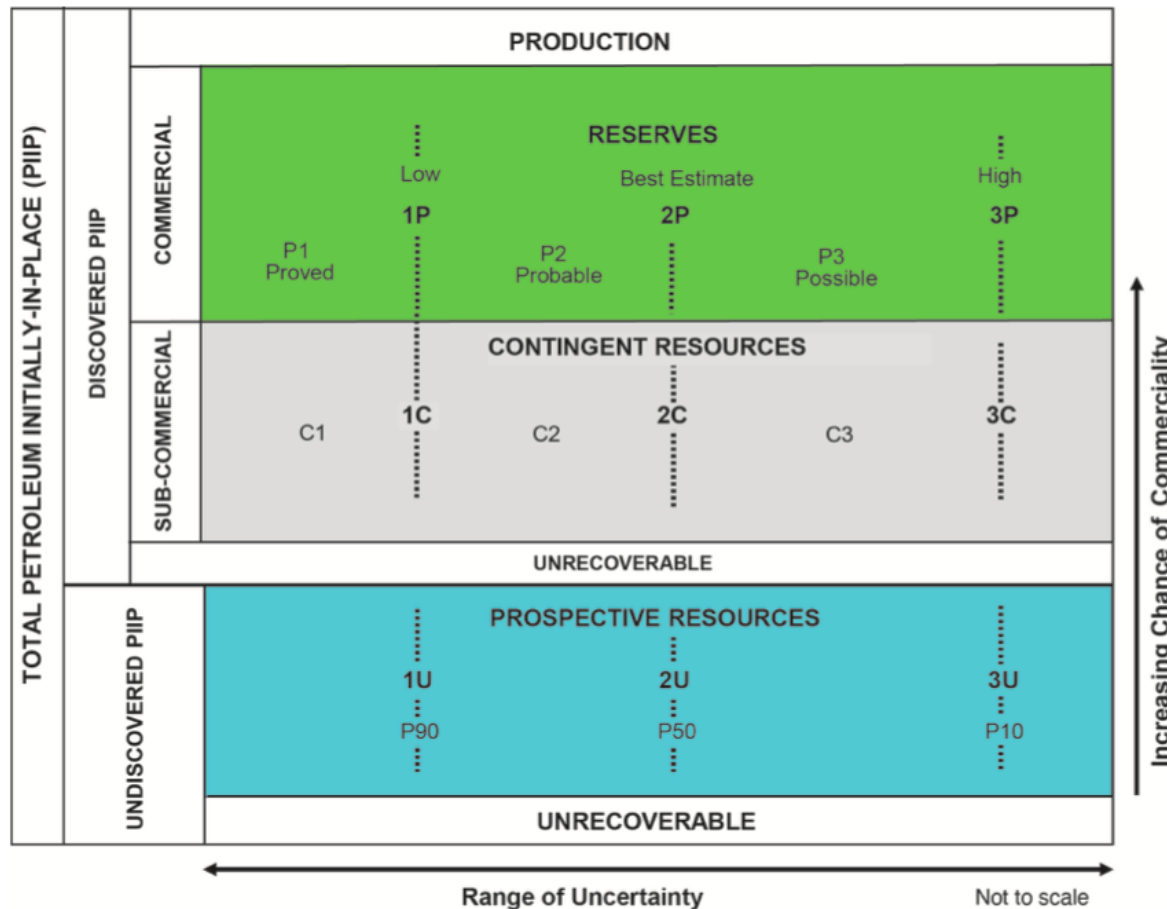 TOTAL PETROLEUM INITIALLY-IN-PLACE (PIIP)
DISCOVERED PIIP
UNDISCOVERED PIIP
COMMERCIAL
SUB-COMMERCIAL
PRODUCTION
RESERVES
Low
Best Estimate
High
1P
2P
3P
P1
Proved
P2
Probable
P3
Possible
CONTINGENT RESOURCES
1C
2C
3C
C1
C2
C3
UNRECOVERABLE
PROSPECTIVE RESOURCES
1U
2U
3U
P90
P50
P10
UNRECOVERABLE
Increasing Chance of Commerciality
Range of Uncertainty
Not to scale